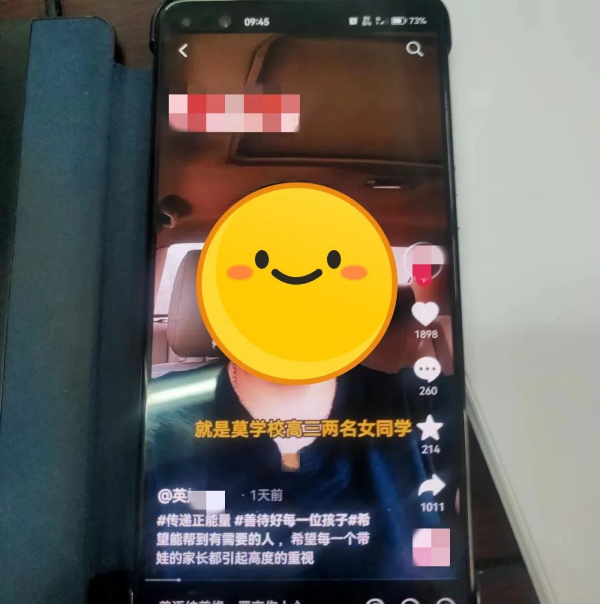 09:45
73%
1898
260
214
1011
就是莫学校高三两名女同学
@英
· 1天前
#传递正能量 #善待好每一位孩子#希
望能帮到有需要的人，希望每一个带
娃的家长都引起高度的重视